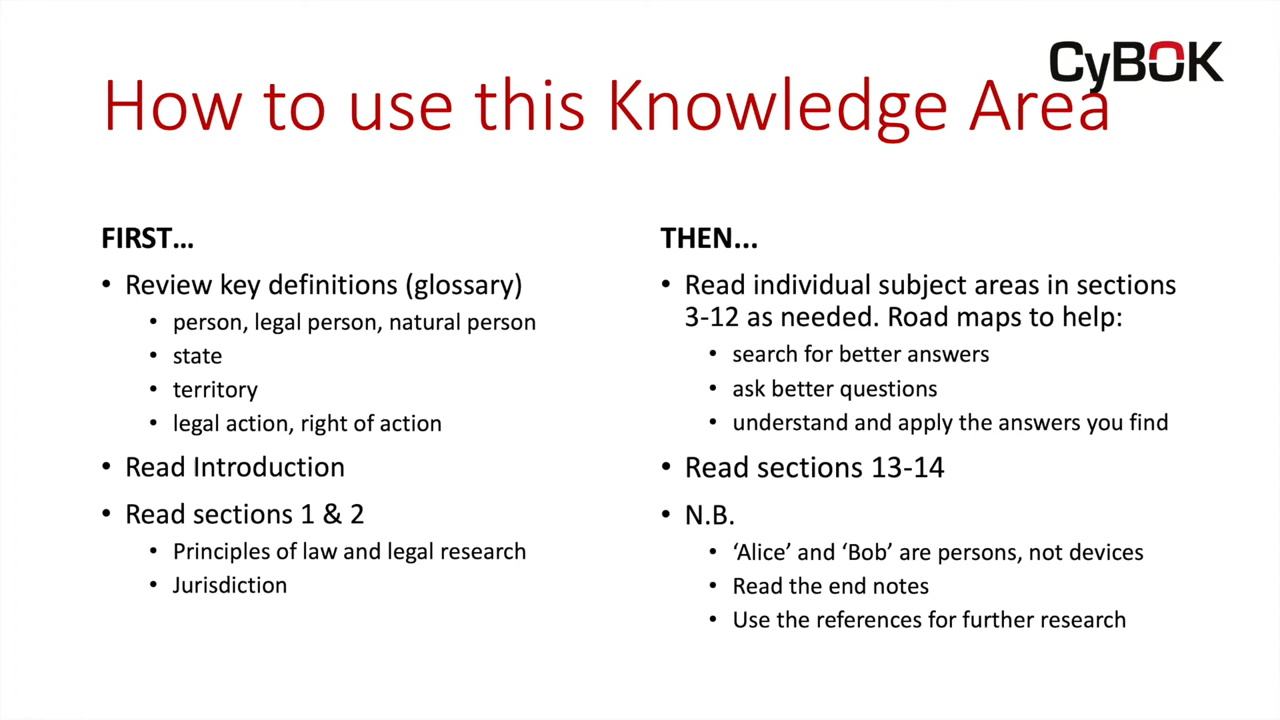 CyBOK
How to use this Knowledge Area
FIRST...
• Review key definitions (glossary)
• person, legal person, natural person
• state
• territory
• legal action, right of action
• Read Introduction
• Read sections 1 & 2
• Principles of law and legal research
• Jurisdiction
THEN...
• Read individual subject areas in sections
3-12 as needed. Road maps to help:
• search for better answers
• ask better questions
• understand and apply the answers you find
• Read sections 13-14
• N.B.
• ‘Alice’ and ‘Bob’ are persons, not devices
• Read the end notes
• Use the references for further research